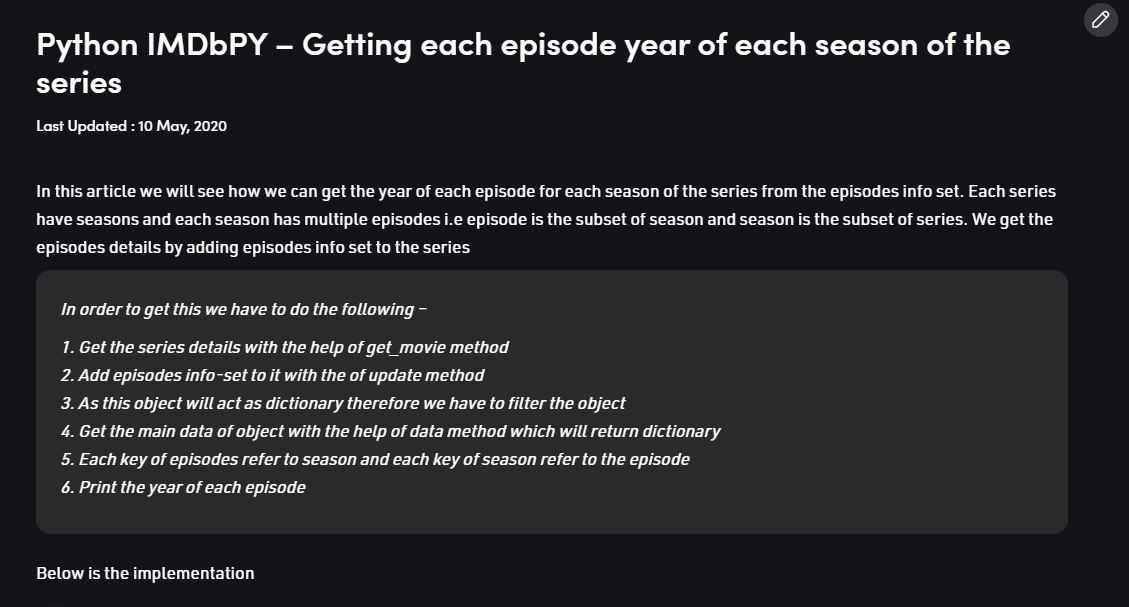 Python IMDbPY – Getting each episode year of each season of the
series
Last Updated : 10 May, 2020
In this article we will see how we can get the year of each episode for each season of the series from the episodes info set. Each series
have seasons and each season has multiple episodes i.e episode is the subset of season and season is the subset of series. We get the
episodes details by adding episodes info set to the series
In order to get this we have to do the following –
1. Get the series details with the help of get_movie method
2. Add episodes info-set to it with the of update method
3. As this object will act as dictionary therefore we have to filter the object
4. Get the main data of object with the help of data method which will return dictionary
5. Each key of episodes refer to season and each key of season refer to the episode
6. Print the year of each episode
Below is the implementation